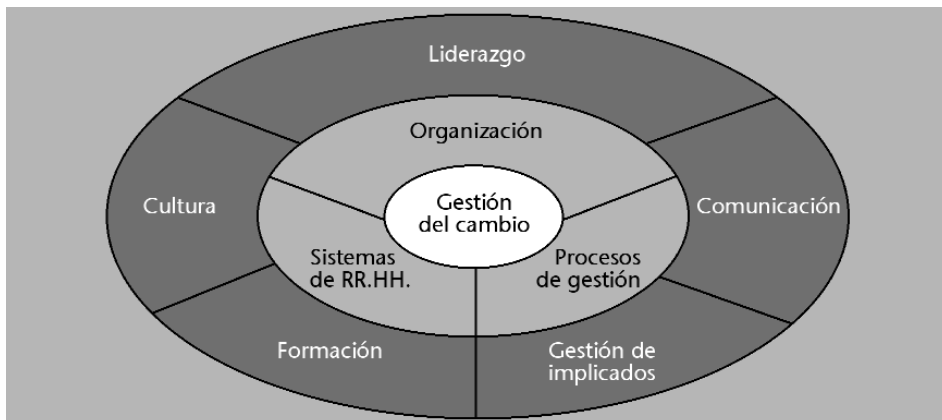 Liderazgo
Organización
Cultura
Gestión
del cambio
Comunicación
Sistemas
de RR.HH.
Procesos
de gestión
Formación
Gestión de
implicados